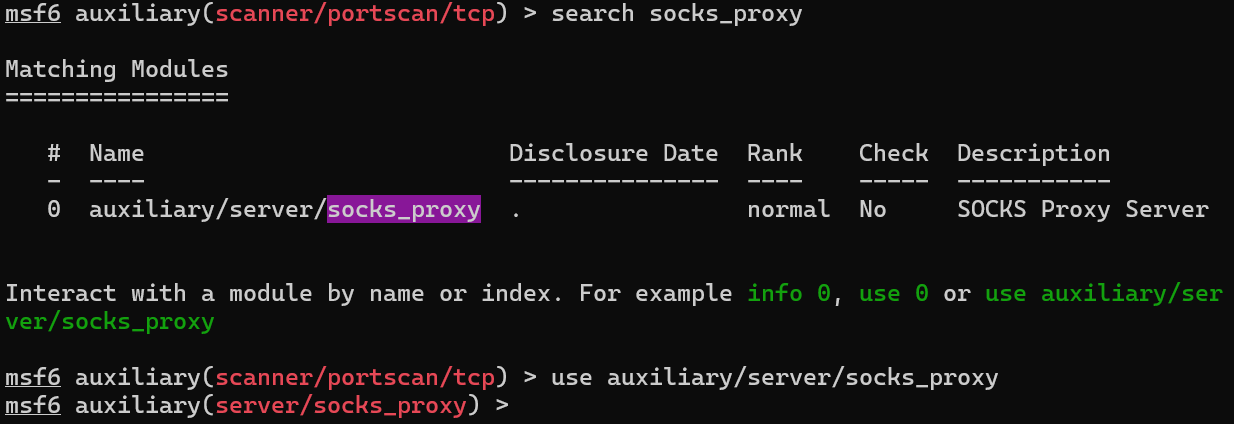 msf6 auxiliary(scanner/portscan/tcp) > search socks_proxy
Matching Modules
================
#  Name                              Disclosure Date  Rank    Check  Description
-  ----                              ---------------  ----    -----  -----------
0  auxiliary/server/socks_proxy  .                normal  No     SOCKS Proxy Server
Interact with a module by name or index. For example info 0, use 0 or use auxiliary/ser
ver/socks_proxy
msf6 auxiliary(scanner/portscan/tcp) > use auxiliary/server/socks_proxy
msf6 auxiliary(server/socks_proxy) >